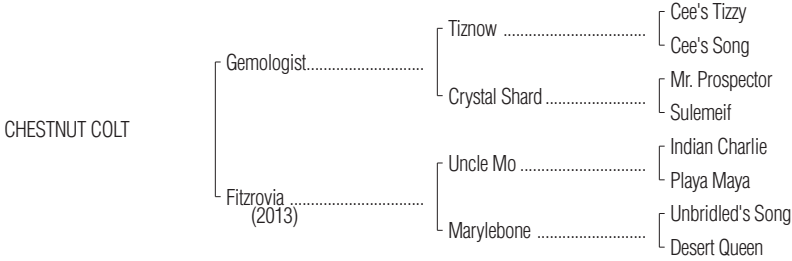 Cee's Tizzy
Tiznow ................................
Cee's Song
Gemologist..........................
Mr. Prospector
Crystal Shard ......................
Sulemeif
CHESTNUT COLT
Indian Charlie
Uncle Mo ............................
Playa Maya
Fitzrovia ..............................
(2013)
Unbridled's Song
Marylebone ........................
Desert Queen